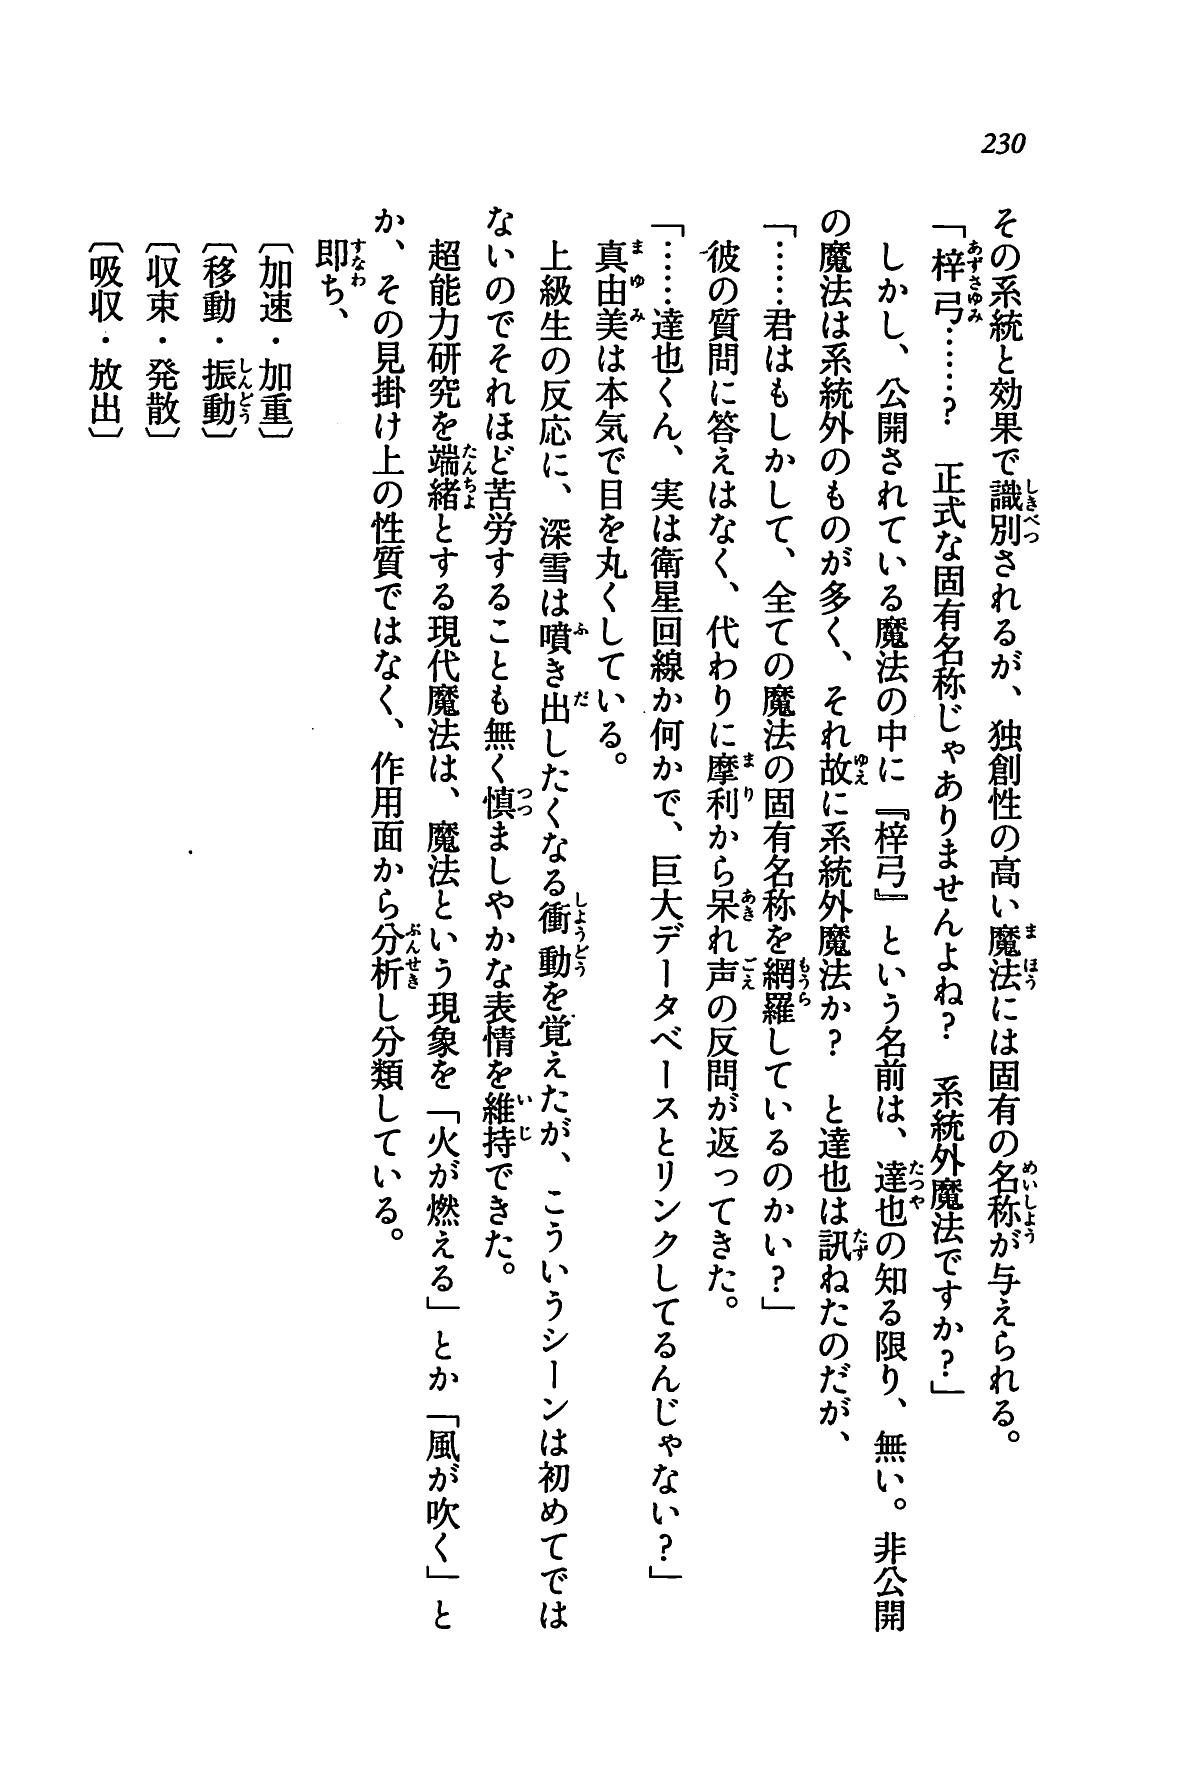 230
その系統と効果で識別されるが、独創性の高い魔法には固有の名称が与えられる。
「梓弓……？　正式な固有名称じゃありませんよね？　系統外魔法ですか？」
　しかし、公開されている魔法の中に『梓弓』という名前は、達也の知る限り、無い。非公開
の魔法は系統外のものが多く、それ故に系統外魔法か？　と達也は訊ねたのだが、
「……君はもしかして、全ての魔法の固有名称を網羅しているのかい？」
　彼の質問に答えはなく、代わりに摩利から呆れ声の反問が返ってきた。
「……達也くん、実は衛星回線か何かで、巨大データベースとリンクしてるんじゃない？」
　真由美は本気で目を丸くしている。
　上級生の反応に、深雪は噴き出したくなる衝動を覚えたが、こういうシーンは初めてでは
ないのでそれほど苦労することも無く慎ましやかな表情を維持できた。
　超能力研究を端緒とする現代魔法は、魔法という現象を「火が燃える」とか「風が吹く」と
か、その見掛け上の性質ではなく、作用面から分析し分類している。
　即ち、
〔加速・加重〕
〔移動・振動〕
〔収束・発散〕
〔吸収・放出〕